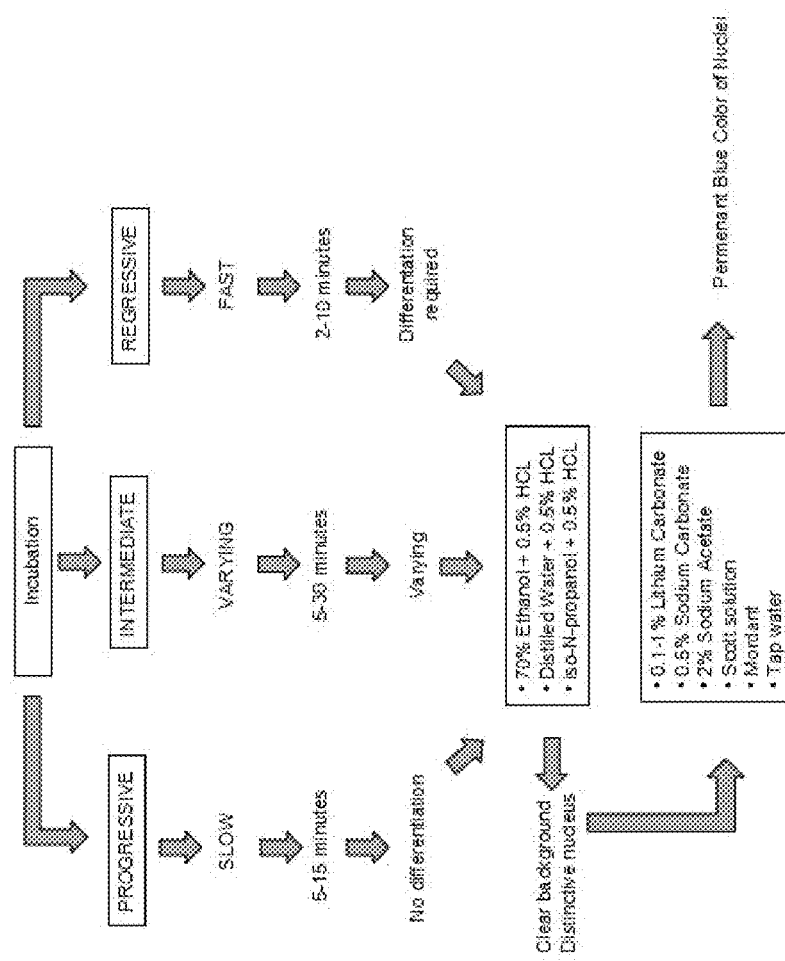 Incubation
PROGRESSIVE
INTERMEDIATE
REGRESSIVE
SLOW
VARYING
FAST
5-15 minutes
5-30 minutes
2-10 minutes
No differentiation
Varying
Differentation
required
• 70% Ethanol + 0.5% HCL
• Distilled Water + 0.5% HCL
• iso-N-propanol + 0.5% HCL
Clear background
Distinctive nucleus
• 0.1-1% Lithium Carbonate
• 0.5% Sodium Carbonate
• 2% Sodium Acetate
• Scott solution
• Mordant
• Tap water
Permenant Blue Color of Nuclei